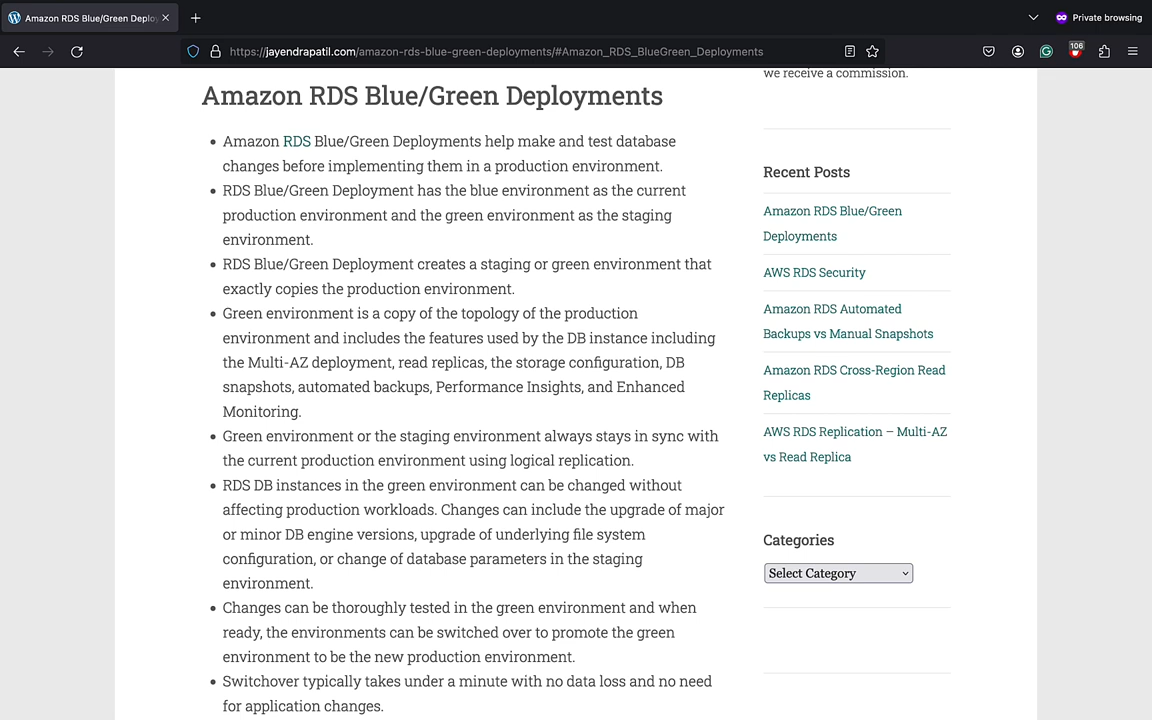 Amazon RDS Blue/Green Deploy
Private browsing
https://jayendrapatil.com/amazon-rds-blue-green-deployments/#Amazon_RDS_BlueGreen_Deployments
106
we receive a commission.
Amazon RDS Blue/Green Deployments
Amazon RDS Blue/Green Deployments help make and test database
changes before implementing them in a production environment.
RDS Blue/Green Deployment has the blue environment as the current
production environment and the green environment as the staging
environment.
RDS Blue/Green Deployment creates a staging or green environment that
exactly copies the production environment.
Green environment is a copy of the topology of the production
environment and includes the features used by the DB instance including
the Multi-AZ deployment, read replicas, the storage configuration, DB
snapshots, automated backups, Performance Insights, and Enhanced
Monitoring.
Green environment or the staging environment always stays in sync with
the current production environment using logical replication.
RDS DB instances in the green environment can be changed without
affecting production workloads. Changes can include the upgrade of major
or minor DB engine versions, upgrade of underlying file system
configuration, or change of database parameters in the staging
environment.
Changes can be thoroughly tested in the green environment and when
ready, the environments can be switched over to promote the green
environment to be the new production environment.
Switchover typically takes under a minute with no data loss and no need
for application changes.
Recent Posts
Amazon RDS Blue/Green
Deployments
AWS RDS Security
Amazon RDS Automated
Backups vs Manual Snapshots
Amazon RDS Cross-Region Read
Replicas
AWS RDS Replication – Multi-AZ
vs Read Replica
Categories
Select Category